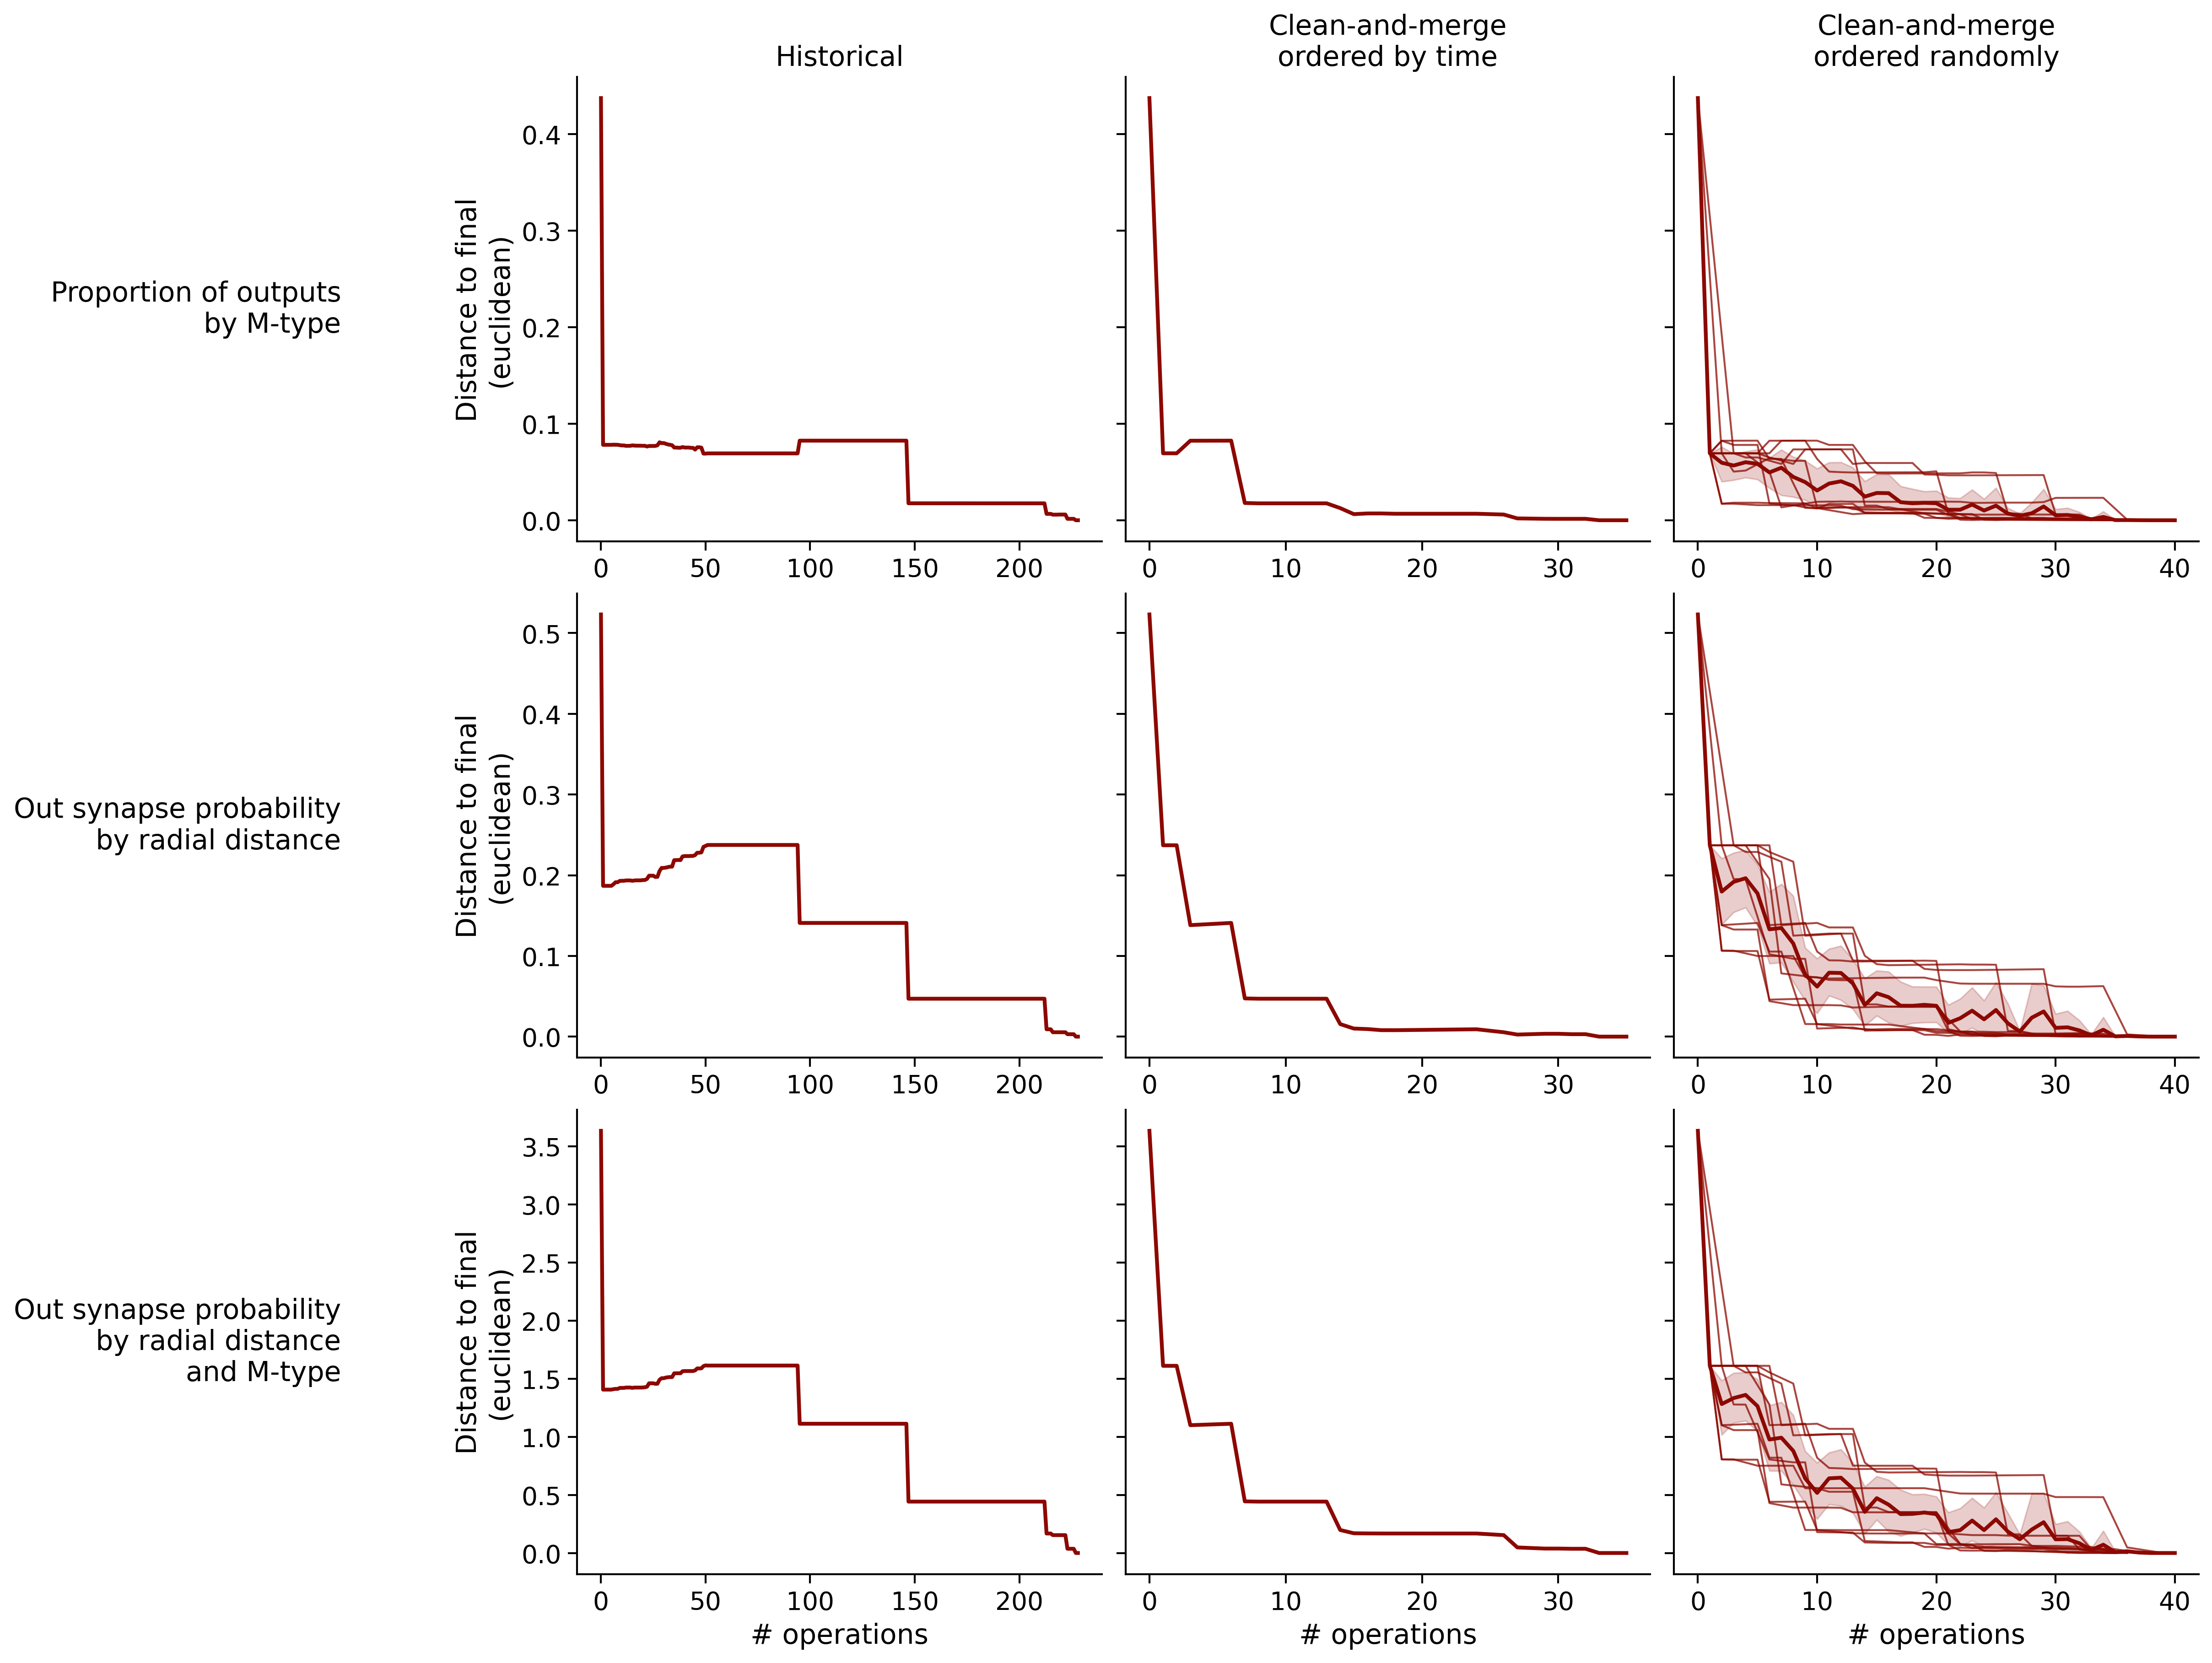 Historical
Clean-and-merge
ordered by time
Clean-and-merge
ordered randomly
Proportion of outputs
by M-type
Distance to final
(euclidean)
0.4
0.3
0.2
0.1
0.0
0 50 100 150 200
0 10 20 30
0 10 20 30 40
Out synapse probability
by radial distance
Distance to final
(euclidean)
0.5
0.4
0.3
0.2
0.1
0.0
0 50 100 150 200
0 10 20 30
0 10 20 30 40
Out synapse probability
by radial distance
and M-type
Distance to final
(euclidean)
3.5
3.0
2.5
2.0
1.5
1.0
0.5
0.0
0 50 100 150 200
# operations
0 10 20 30
# operations
0 10 20 30 40
# operations